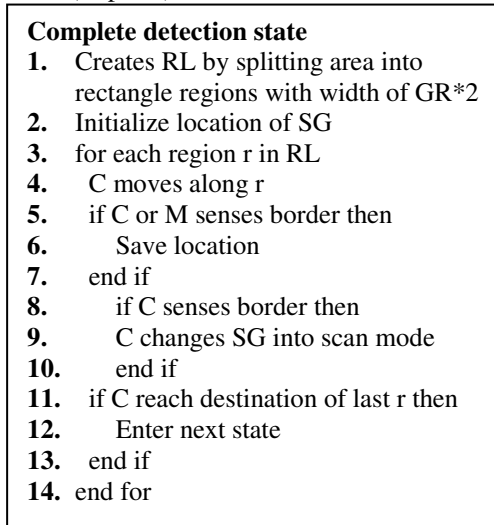 Complete detection state
1. Creates RL by splitting area into
rectangle regions with width of GR*2
2. Initialize location of SG
3. for each region r in RL
4. C moves along r
5. if C or M senses border then
6. Save location
7. end if
8. if C senses border then
9. C changes SG into scan mode
10. end if
11. if C reach destination of last r then
12. Enter next state
13. end if
14. end for